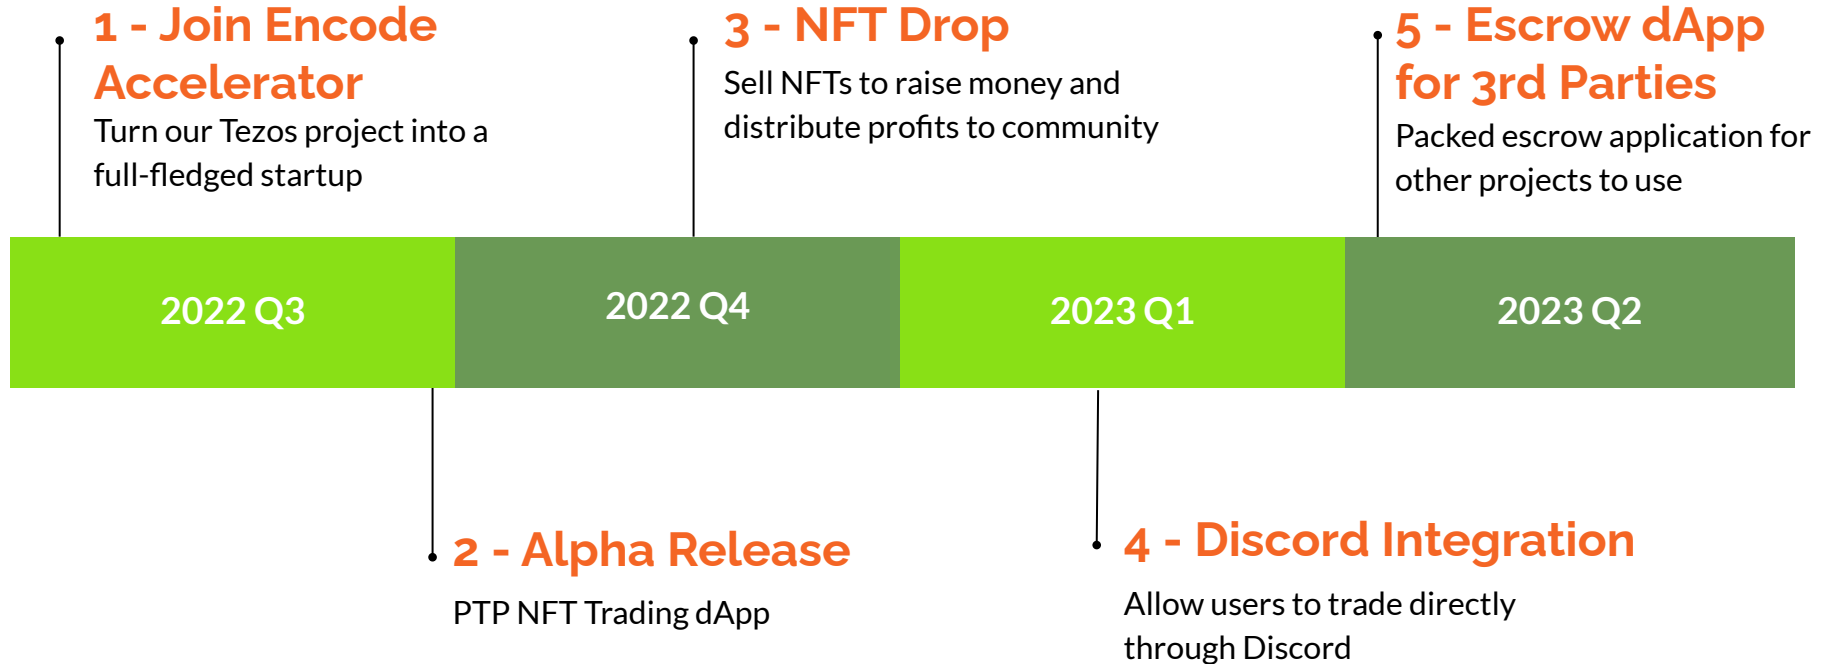 1 - Join Encode
Accelerator
Turn our Tezos project into a
full-fledged startup
3 - NFT Drop
Sell NFTs to raise money and
distribute profits to community
5 - Escrow dApp
for 3rd Parties
Packed escrow application for
other projects to use
2022 Q3
2022 Q4
2023 Q1
2023 Q2
2 - Alpha Release
PTP NFT Trading dApp
4 - Discord Integration
Allow users to trade directly
through Discord